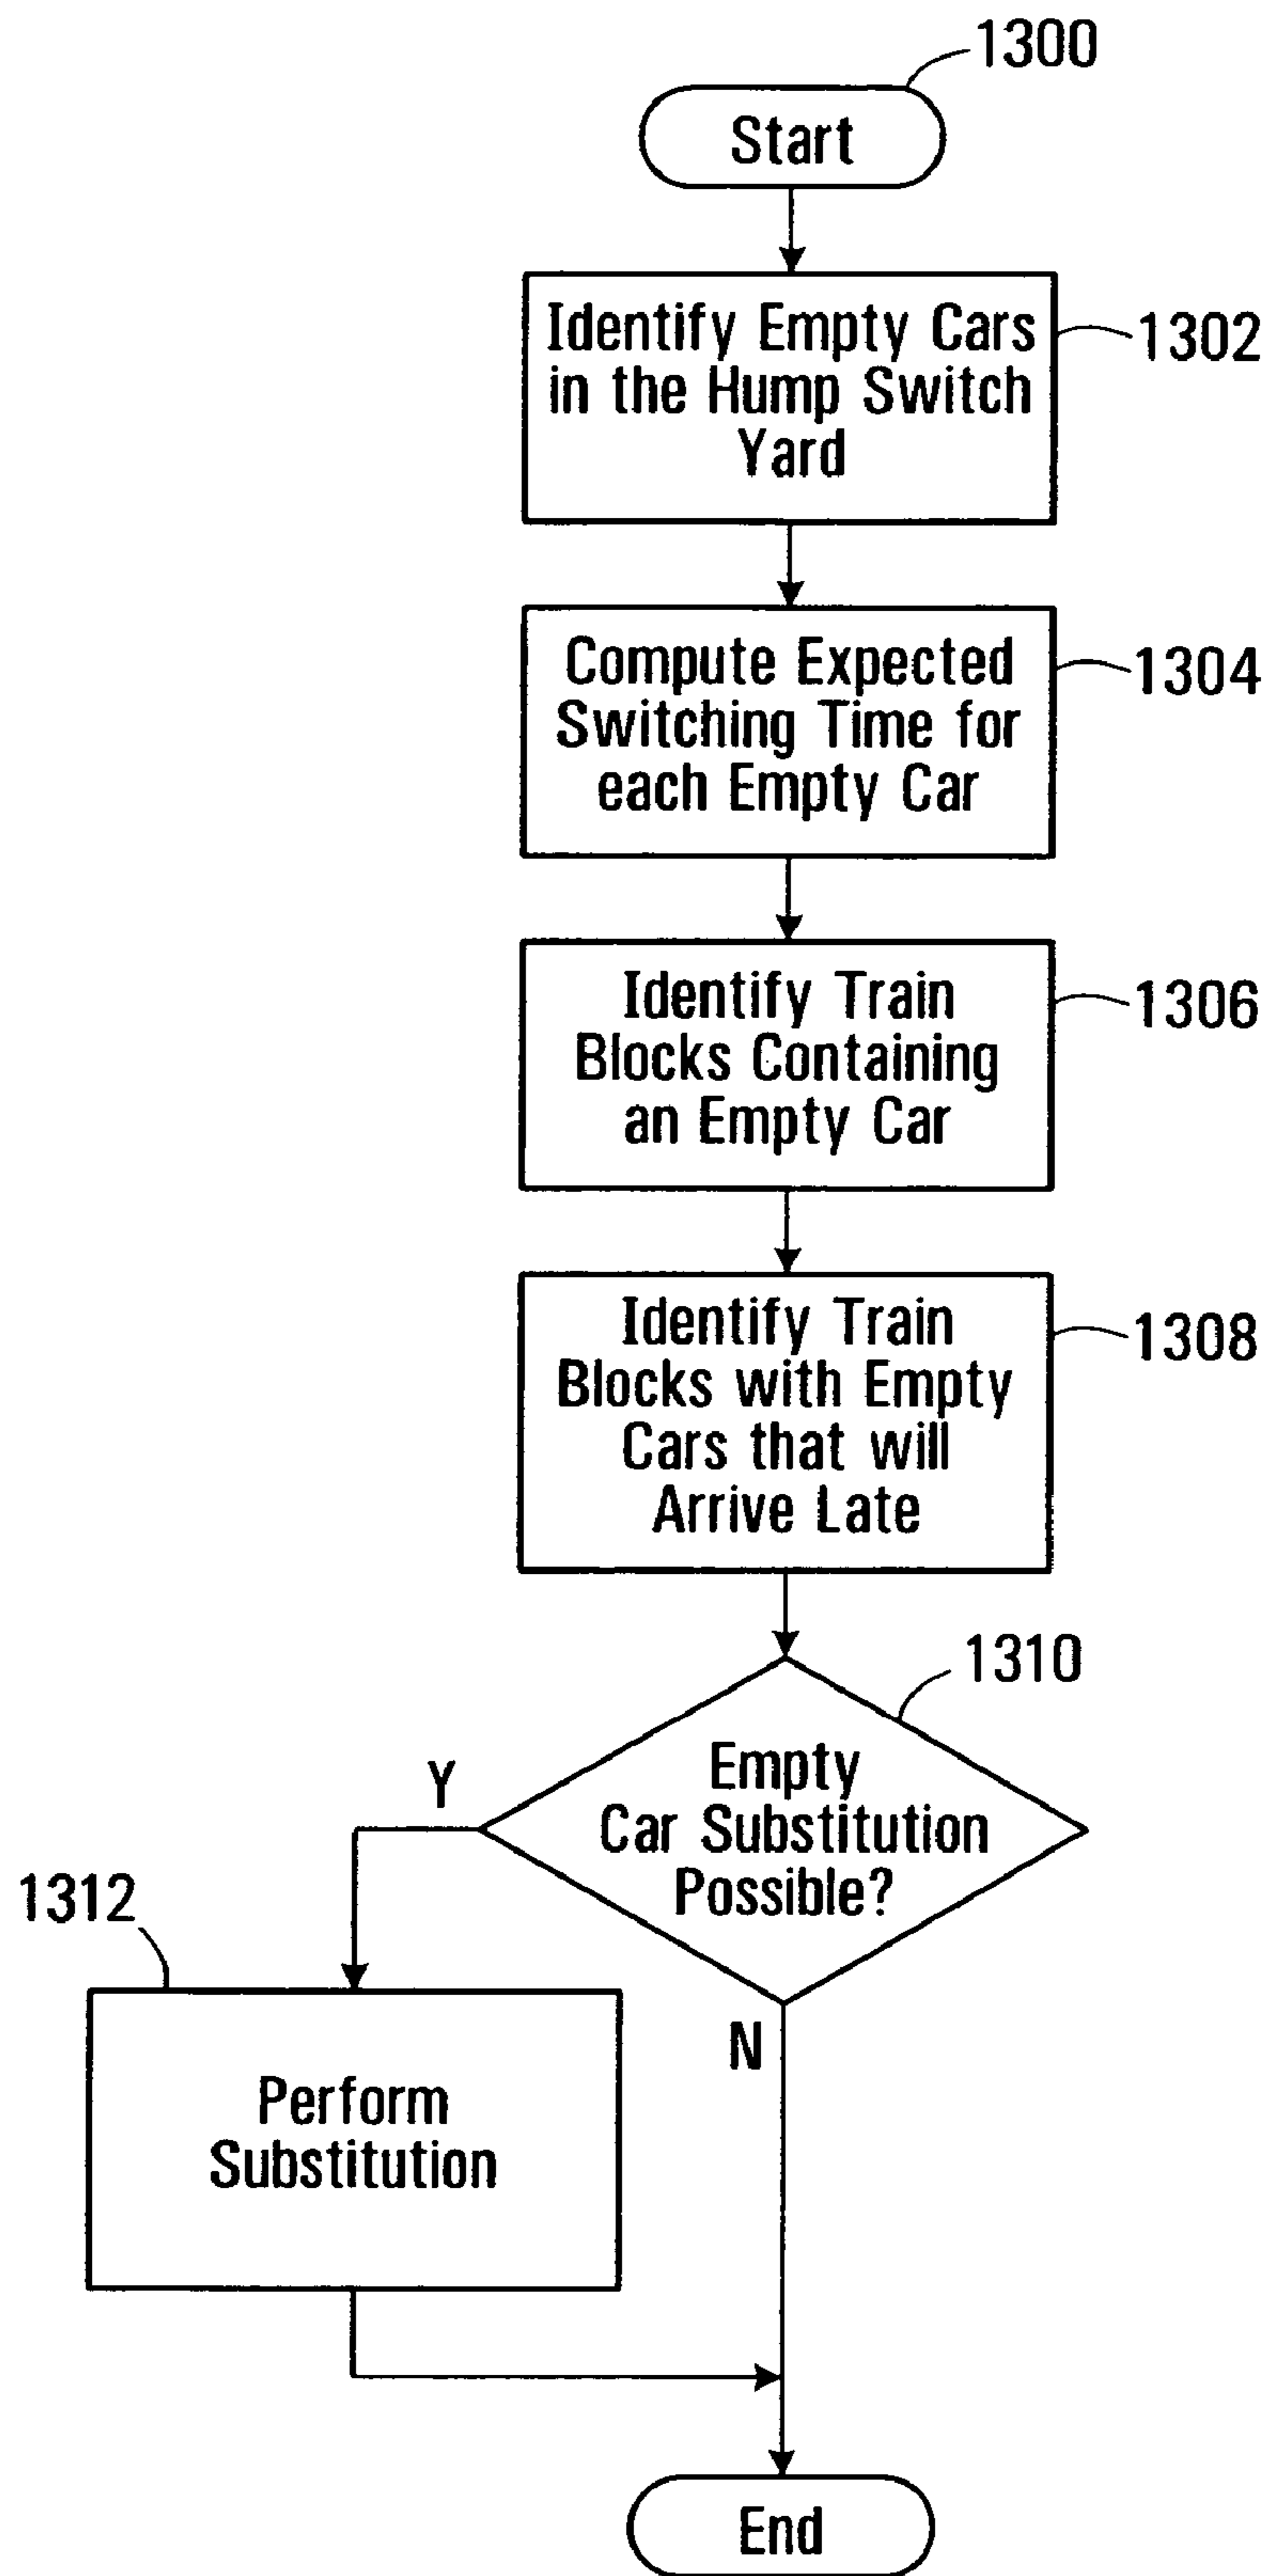 1300
Start
Identify Empty Cars
in the Hump Switch
Yard
1302
Compute Expected
Switching Time for
each Empty Car
1304
Identify Train
Blocks Containing
an Empty Car
1306
Identify Train
Blocks with Empty
Cars that will
Arrive Late
1308
1310
Empty
Car Substitution
Possible?
Y
N
1312
Perform
Substitution
End